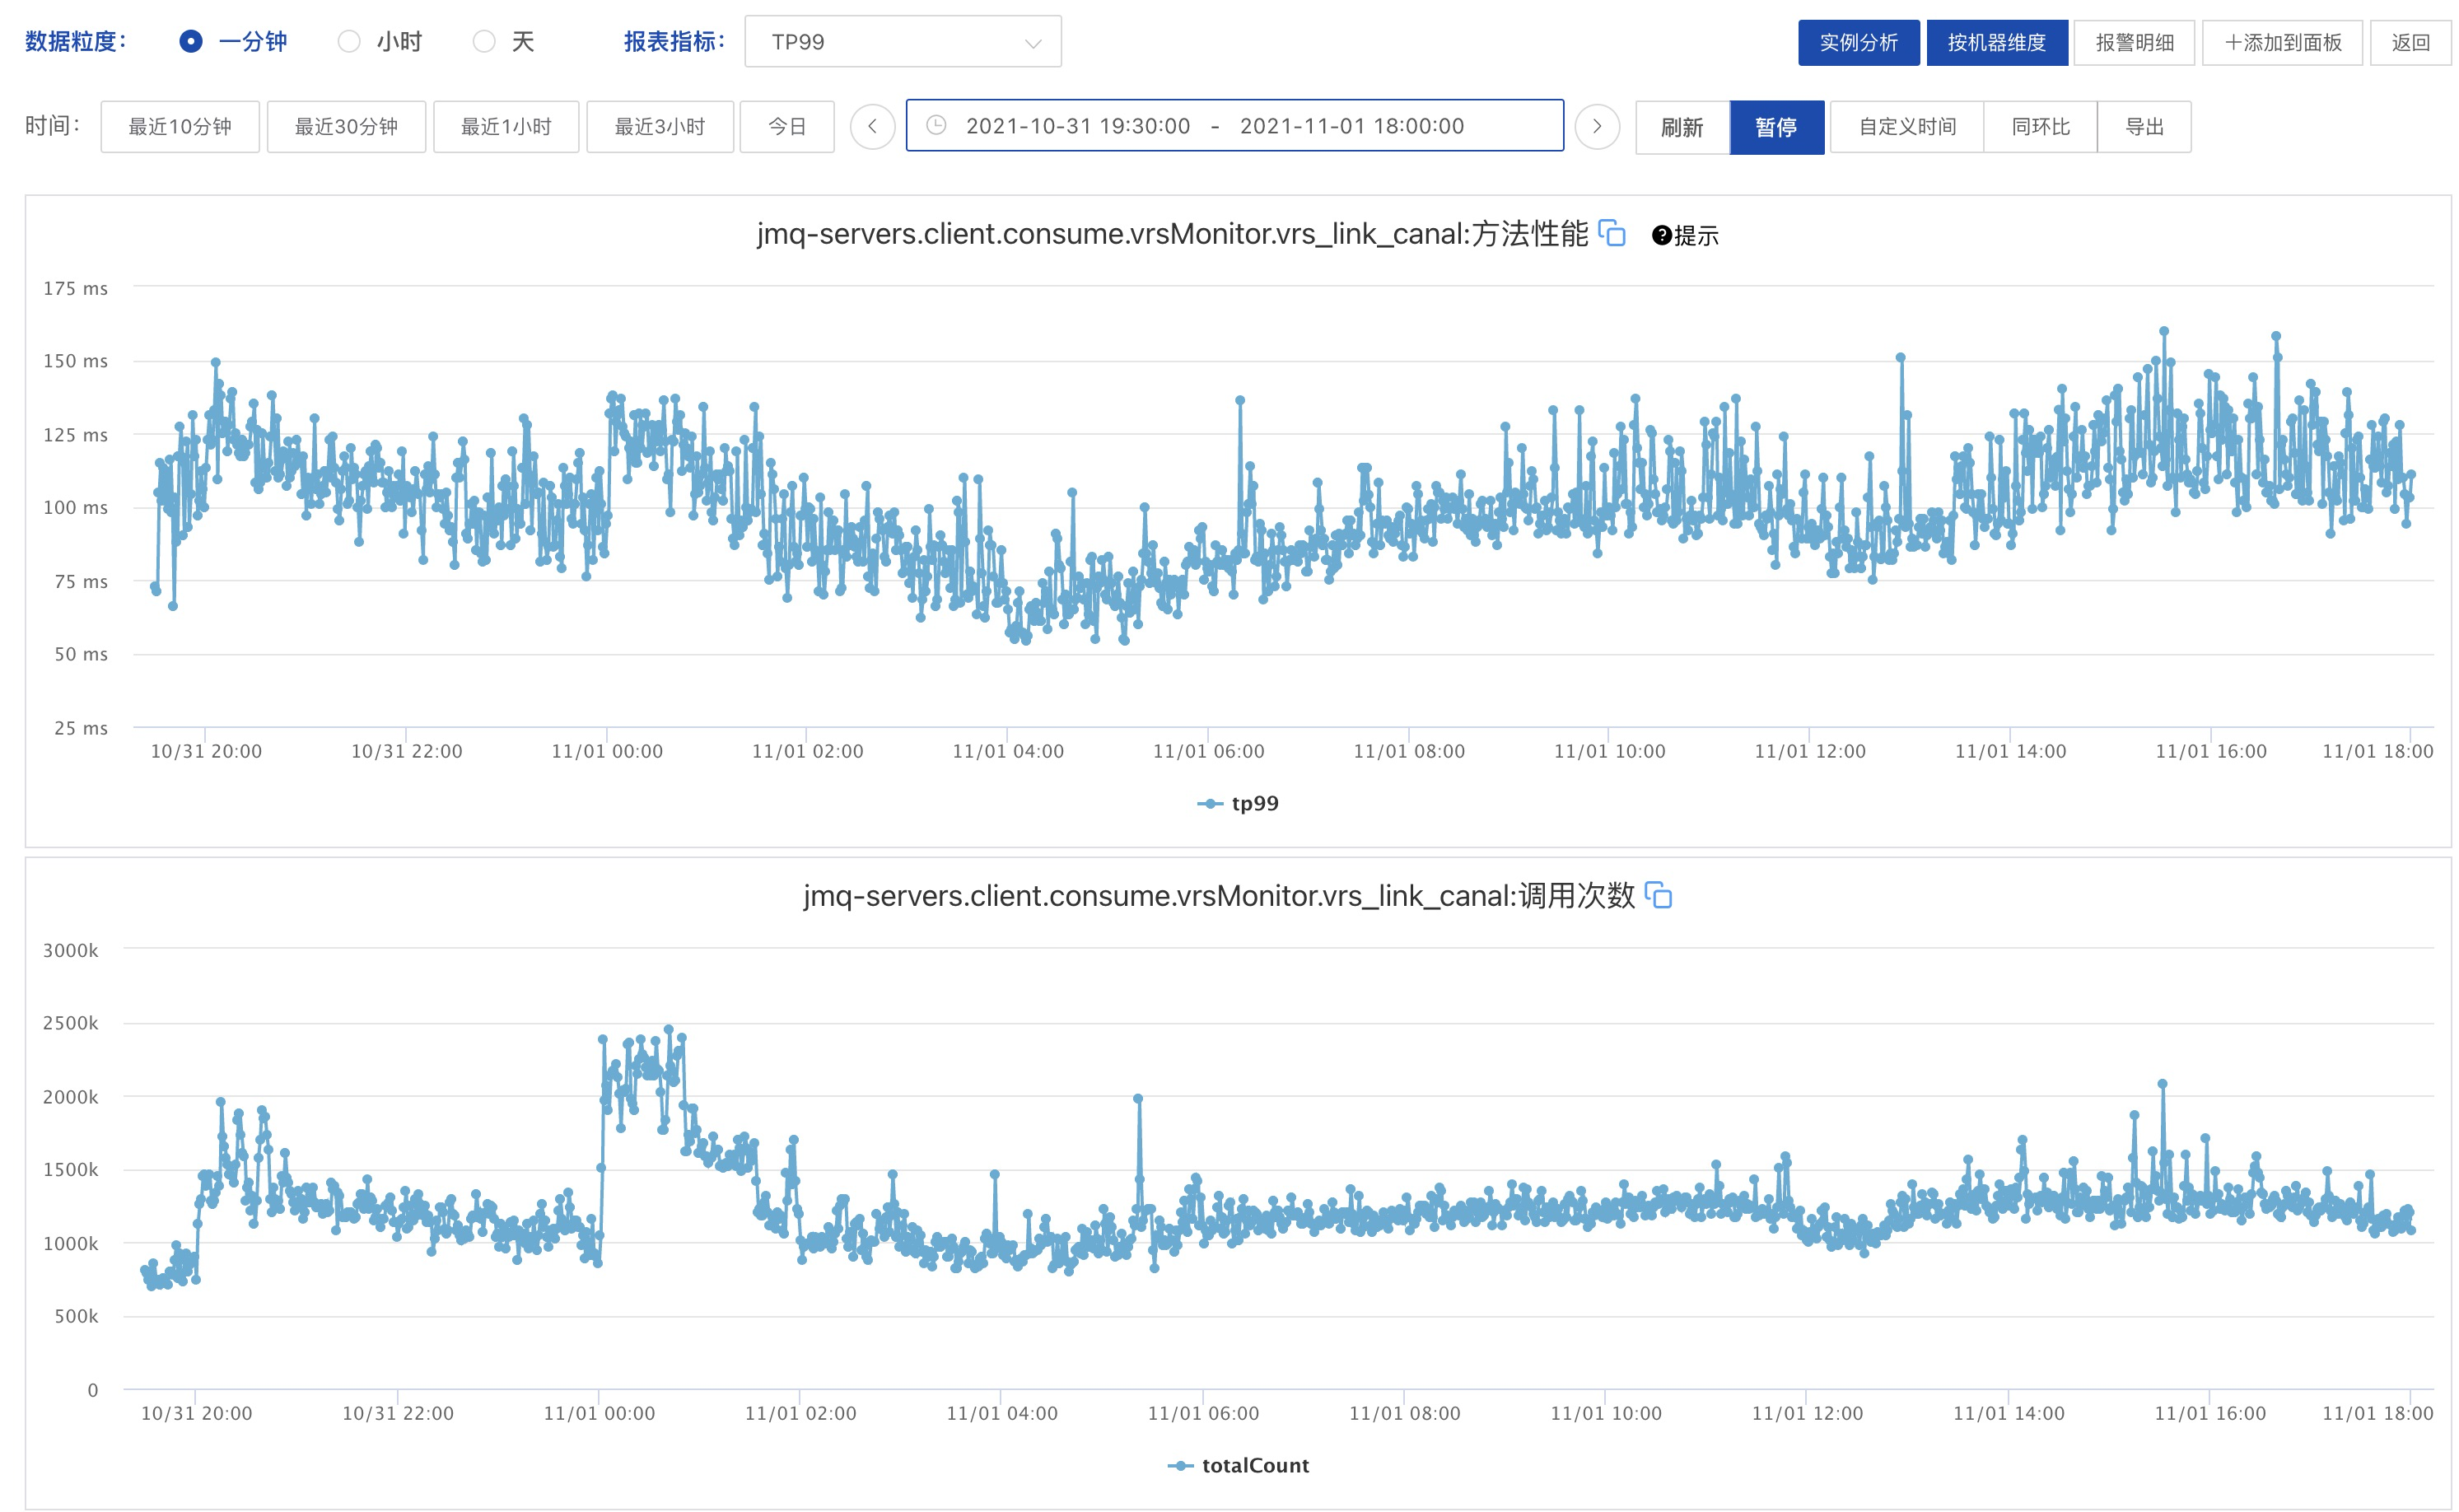 数据粒度： 一分钟 小时 天 报表指标： TP99 实例分析 按机器维度 报警明细 ＋添加到面板 返回
时间： 最近10分钟 最近30分钟 最近1小时 最近3小时 今日 2021-10-31 19:30:00 - 2021-11-01 18:00:00 刷新 暂停 自定义时间 同环比 导出
jmq-servers.client.consume.vrsMonitor.vrs_link_canal:方法性能 ?提示
175 ms
150 ms
125 ms
100 ms
75 ms
50 ms
25 ms
10/31 20:00 10/31 22:00 11/01 00:00 11/01 02:00 11/01 04:00 11/01 06:00 11/01 08:00 11/01 10:00 11/01 12:00 11/01 14:00 11/01 16:00 11/01 18:00
tp99
jmq-servers.client.consume.vrsMonitor.vrs_link_canal:调用次数
3000k
2500k
2000k
1500k
1000k
500k
0
10/31 20:00 10/31 22:00 11/01 00:00 11/01 02:00 11/01 04:00 11/01 06:00 11/01 08:00 11/01 10:00 11/01 12:00 11/01 14:00 11/01 16:00 11/01 18:00
totalCount